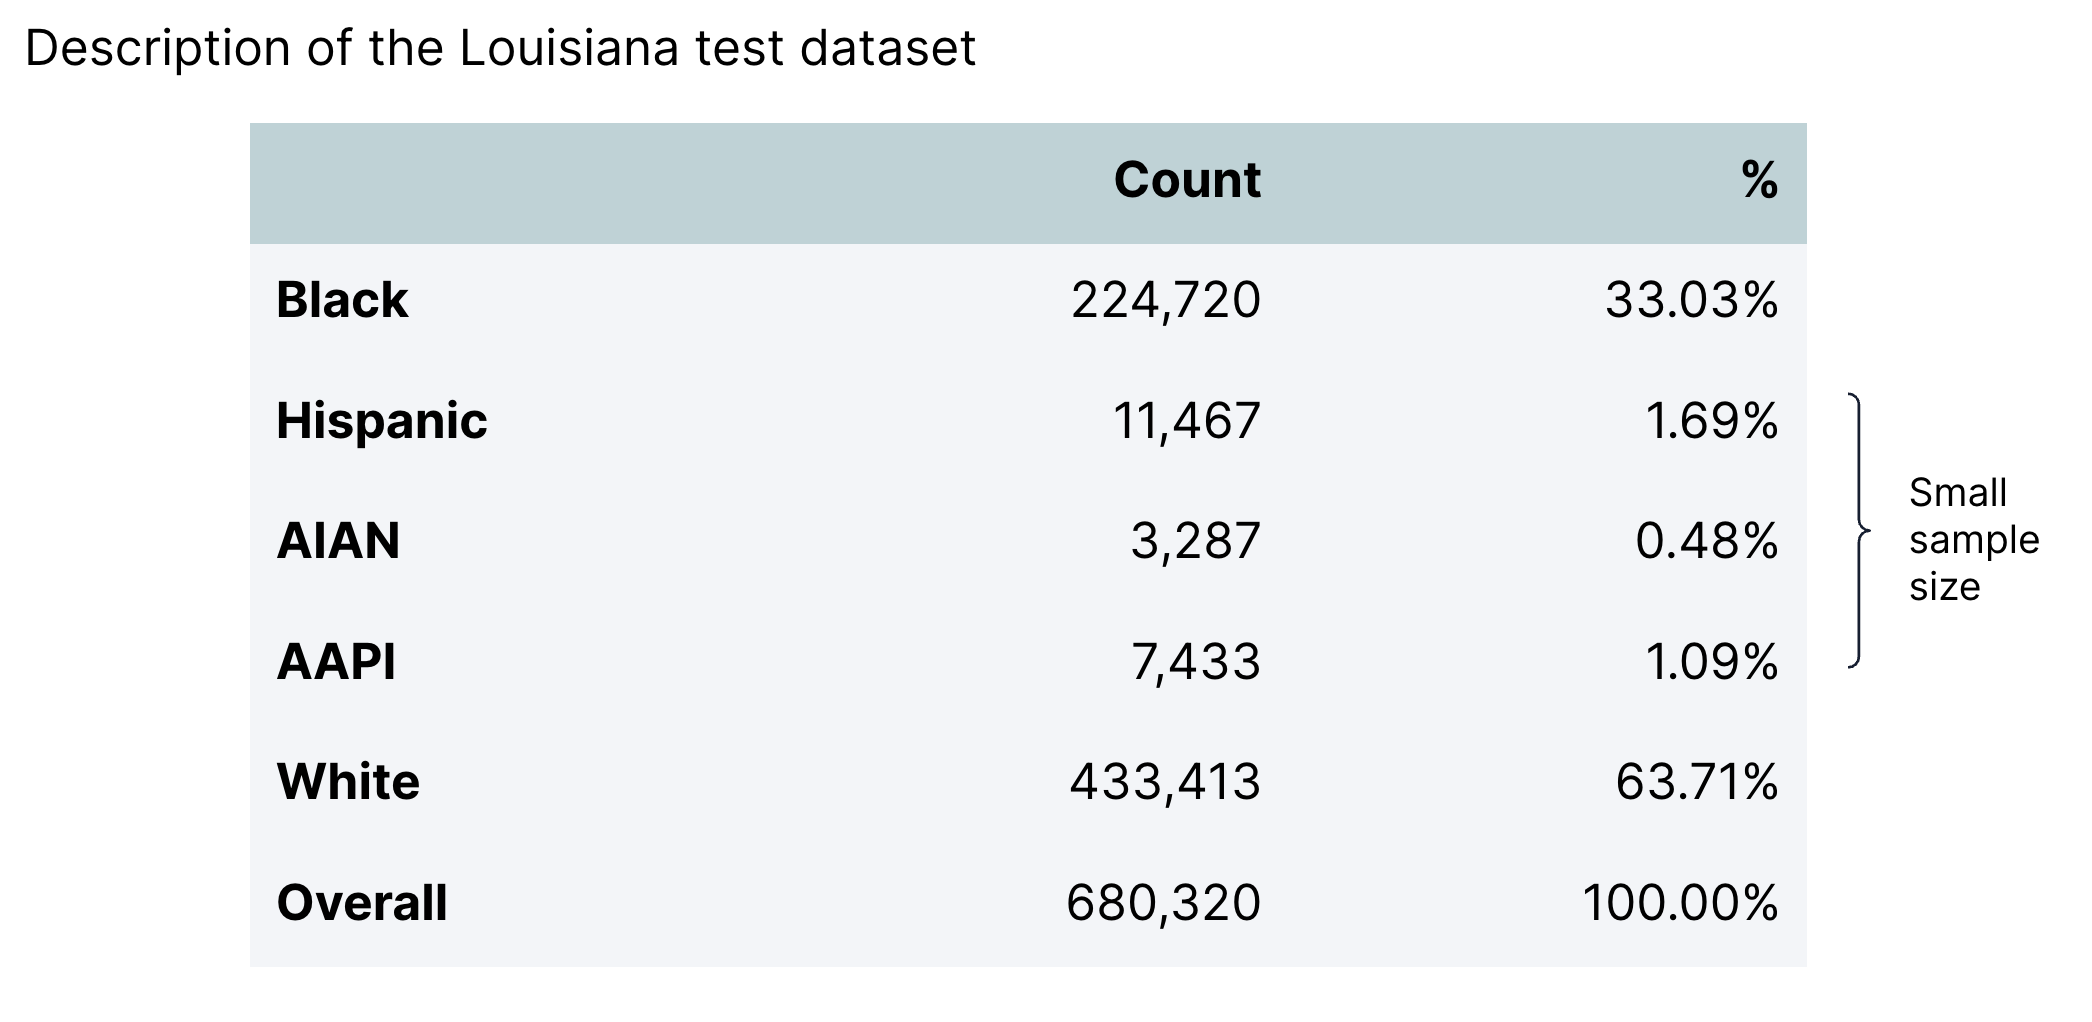 Description of the Louisiana test dataset
Count %
Black 224,720 33.03%
Hispanic 11,467 1.69%
AIAN 3,287 0.48%
AAPI 7,433 1.09%
White 433,413 63.71%
Overall 680,320 100.00%
Small
sample
size